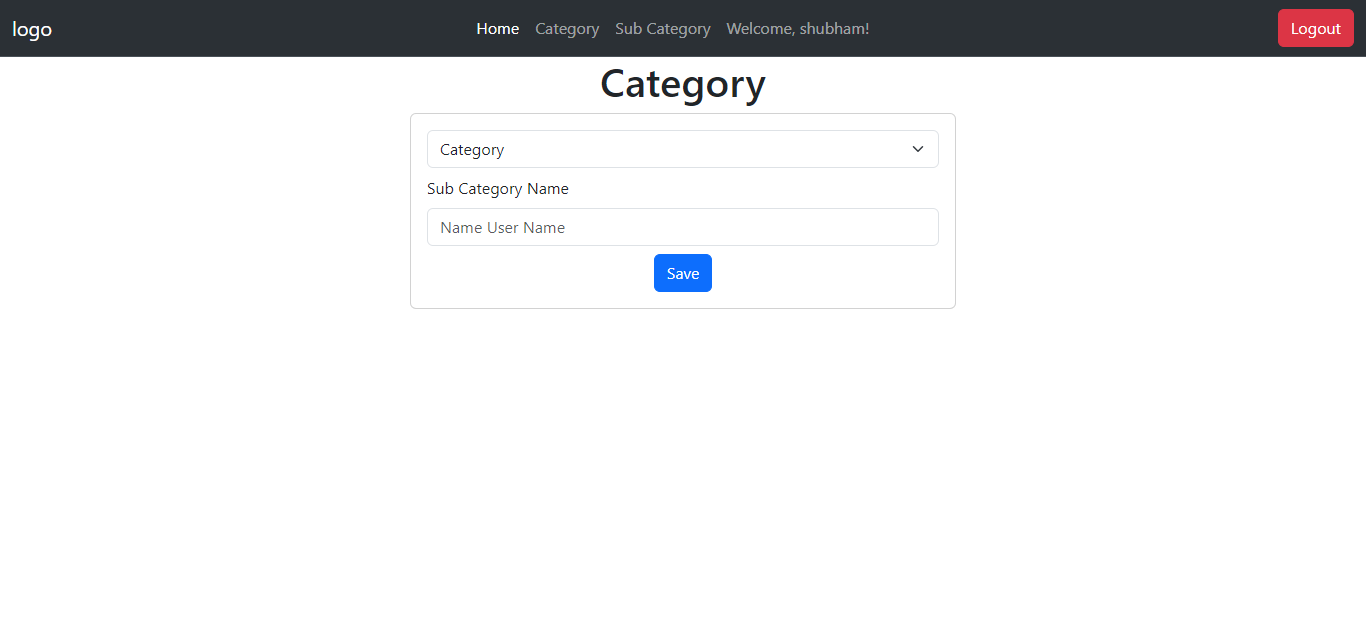 logo Home Category Sub Category Welcome, shubham! Logout
Category
Category
Sub Category Name
Name User Name
Save